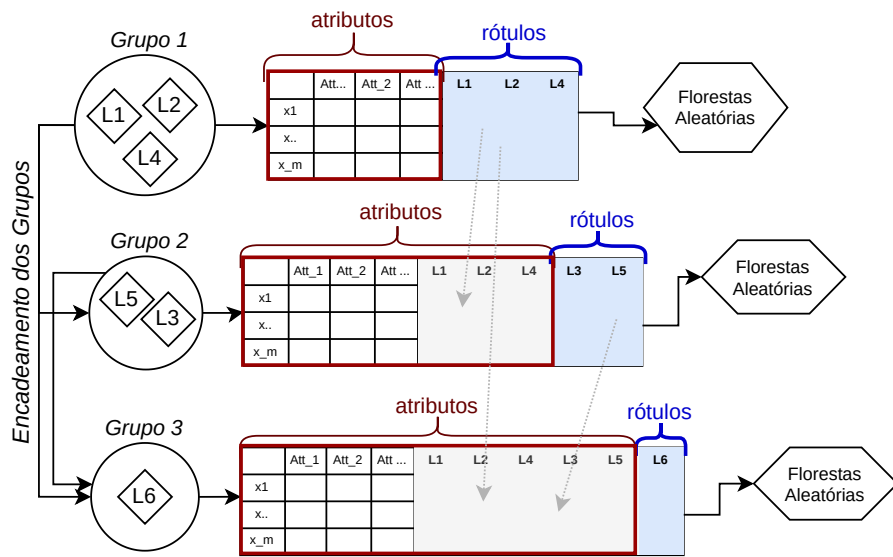 atributos
rótulos
Grupo 1
L1
L2
L4
Att...
Att_2
Att ...
L1
L2
L4
x1
x..
x_m
Florestas
Aleatórias
Encadeamento dos Grupos
atributos
rótulos
Grupo 2
L5
L3
Att_1
Att_2
Att ...
L1
L2
L4
L3
L5
x1
x..
x_m
Florestas
Aleatórias
atributos
rótulos
Grupo 3
L6
Att_1
Att_2
Att ...
L1
L2
L4
L3
L5
L6
x1
x..
x_m
Florestas
Aleatórias